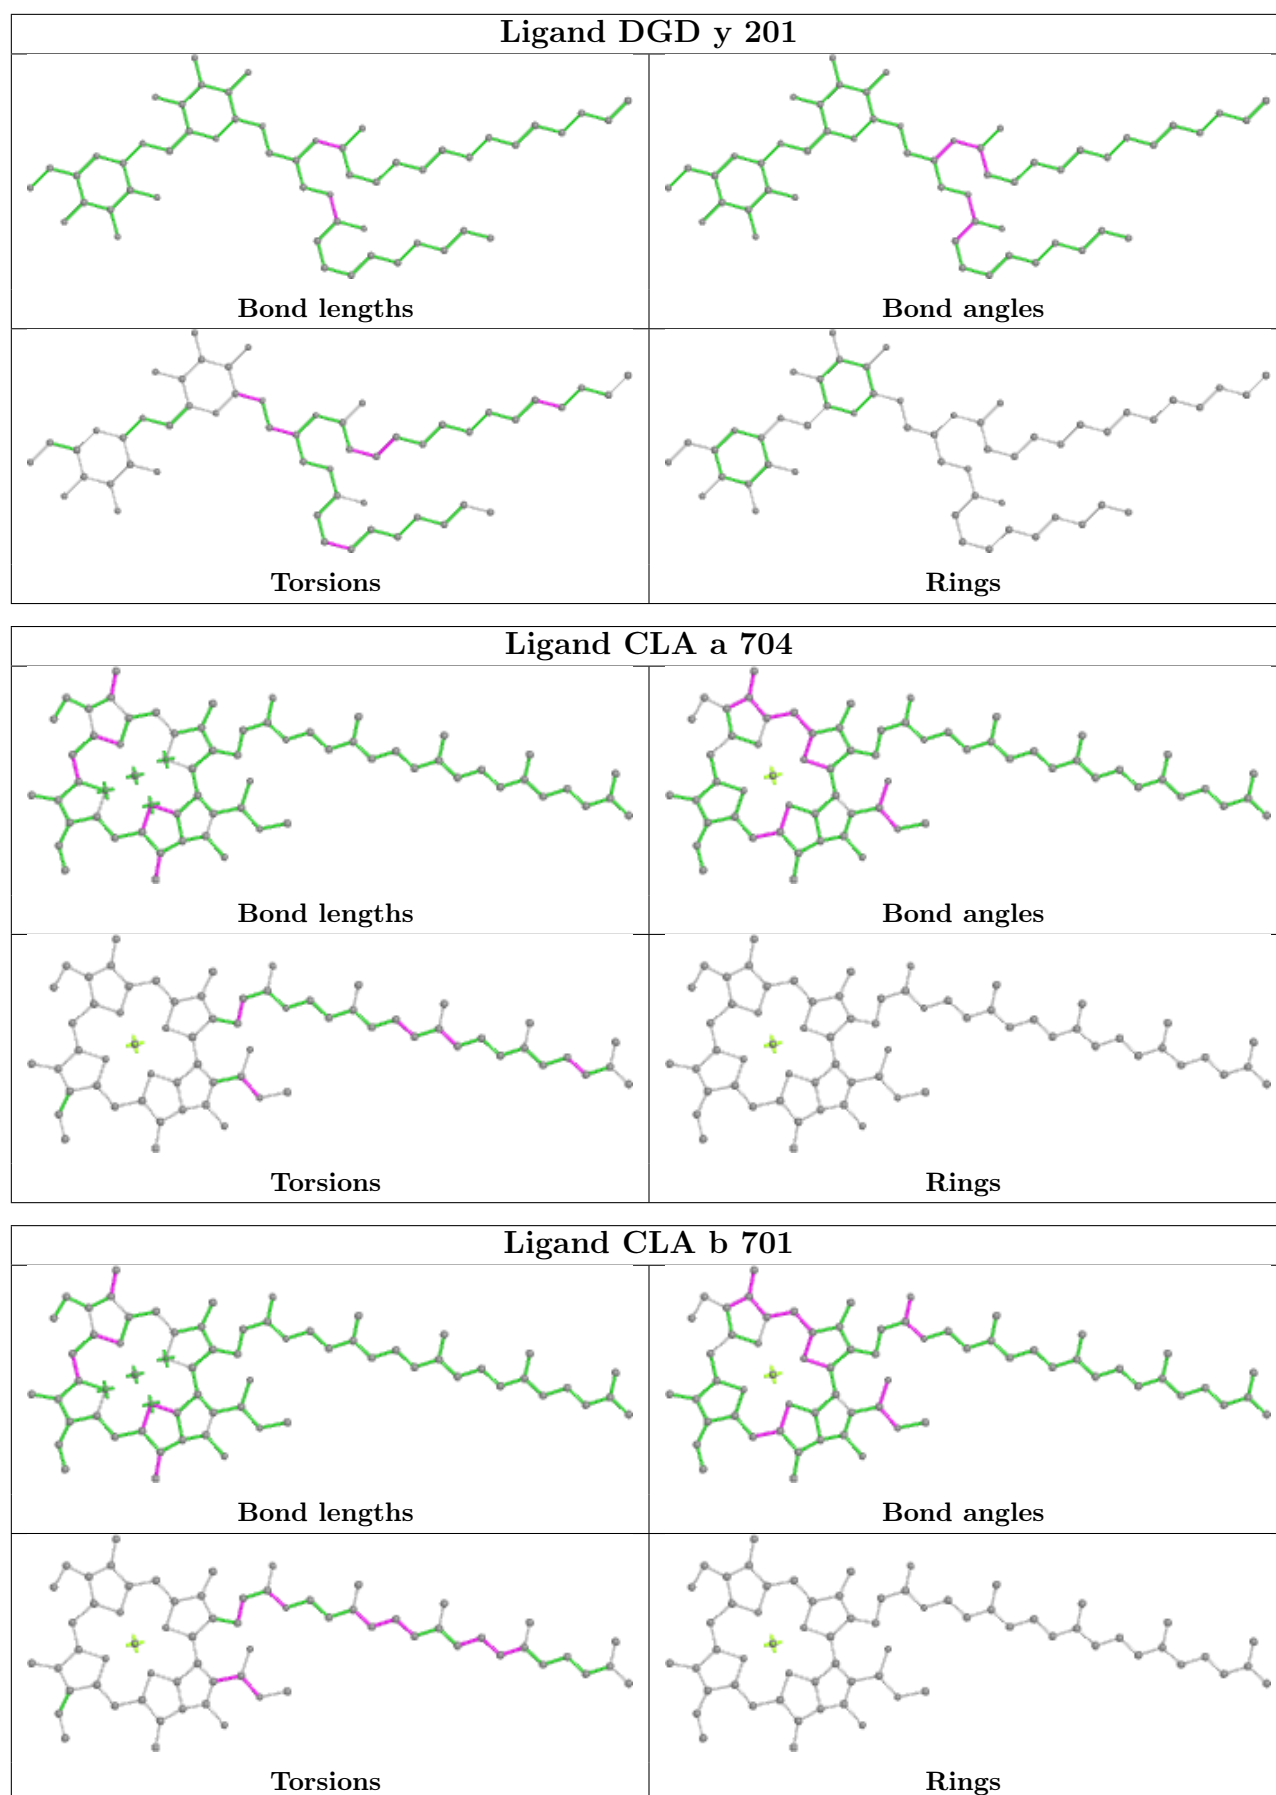 Ligand DGD y 201
Bond lengths
Bond angles
Torsions
Rings
Ligand CLA a 704
Bond lengths
Bond angles
Torsions
Rings
Ligand CLA b 701
Bond lengths
Bond angles
Torsions
Rings